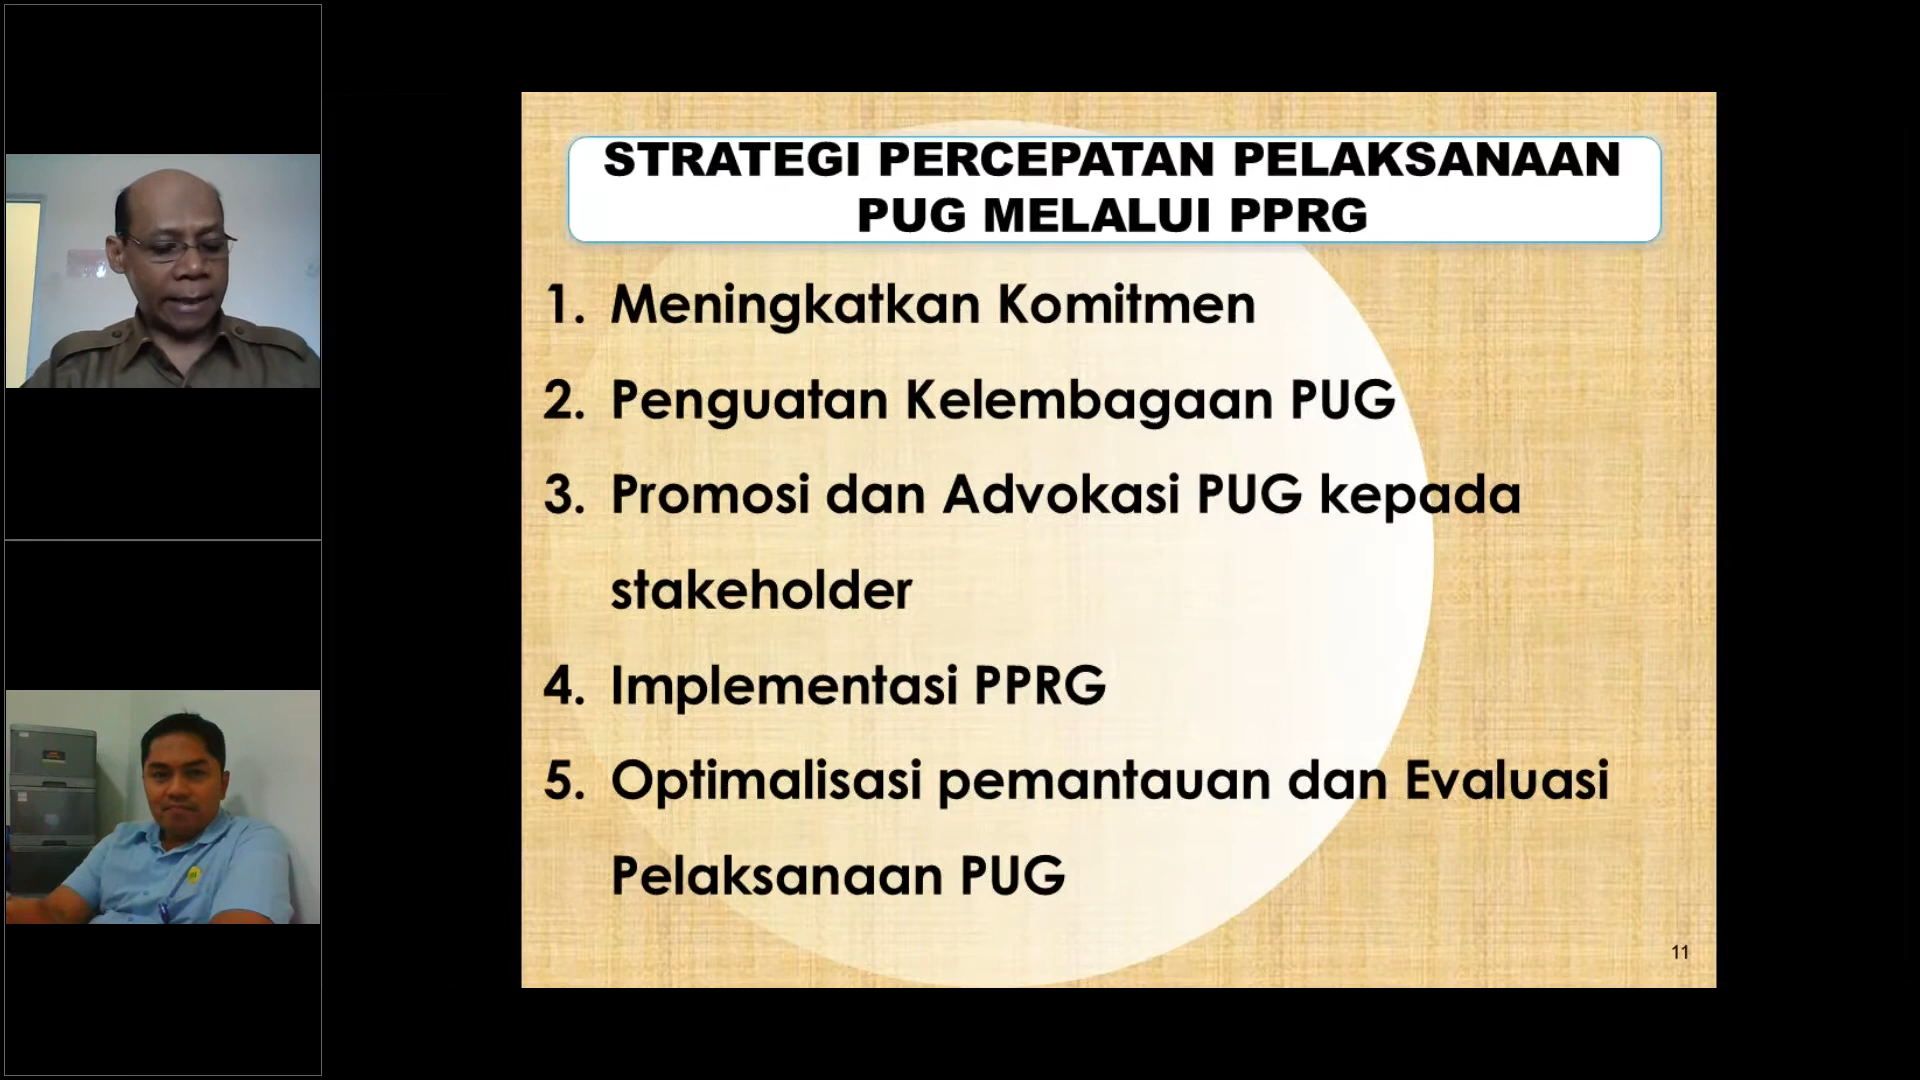 STRATEGI PERCEPATAN PELAKSANAAN
PUG MELALUI PPRG
1. Meningkatkan Komitmen
2. Penguatan Kelembagaan PUG
3. Promosi dan Advokasi PUG kepada
stakeholder
4. Implementasi PPRG
5. Optimalisasi pemantauan dan Evaluasi
Pelaksanaan PUG
11